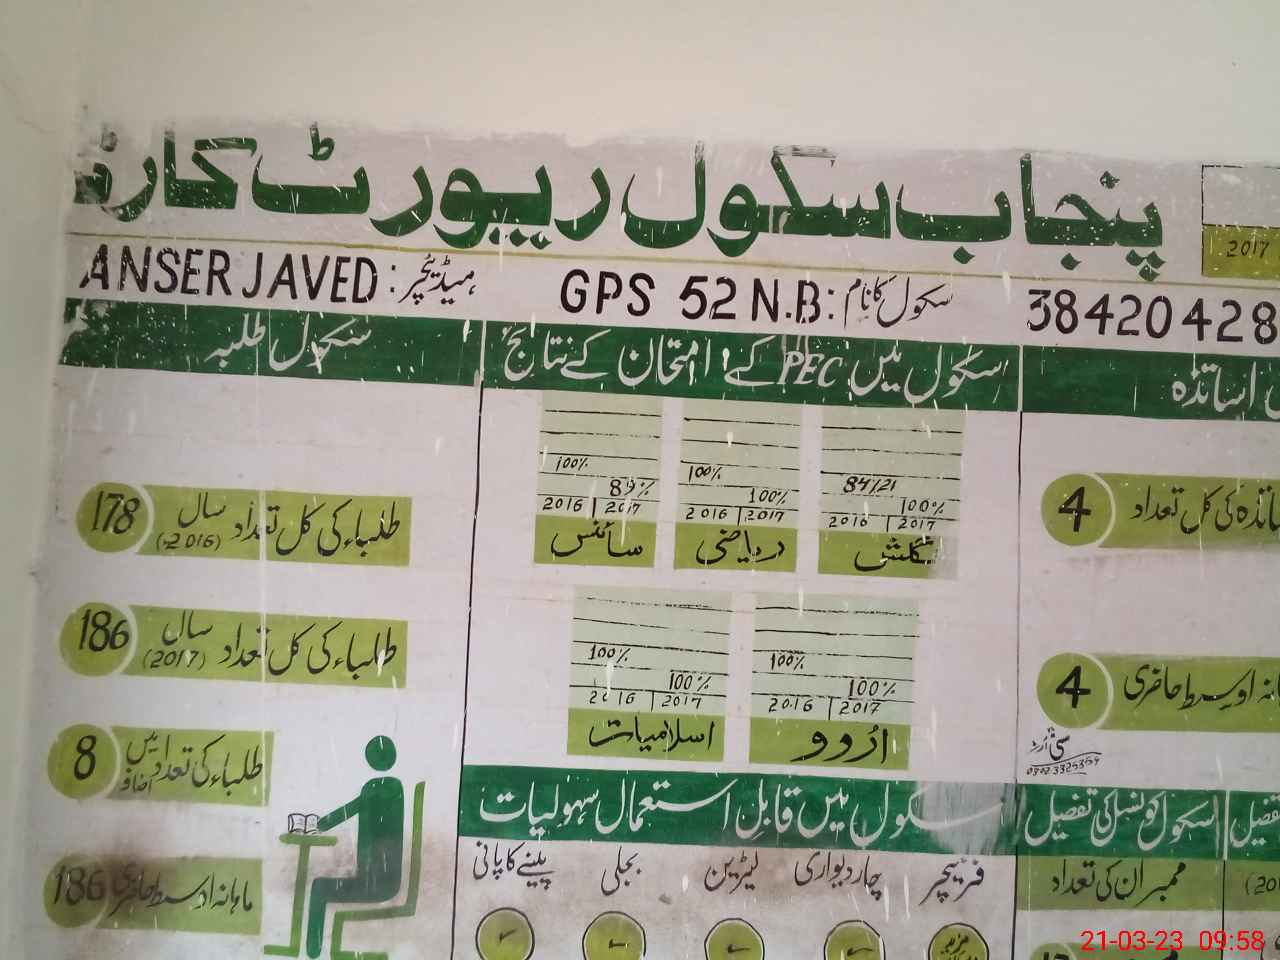 پنجاب سکول رپورٹ کارڈ
2017
38420428
سکول کا نام: GPS 52 N.B
ہیڈ ٹیچر: ANSER JAVED
اساتذہ
سکول میں PEC کے امتحان کے نتائج
سکول طلبہ
84/21
100%
2016 2017
100%
100%
2016 2017
ریاضی
100%
89%
2016 2017
سائنس
100%
100%
2016 2017
اردو
100%
100%
2016 2017
اسلامیات
کی کل تعداد 4
اوسط حاضری 4
طلباء کی کل تعداد سال (2016) 178
طلباء کی کل تعداد سال (2017) 186
طلباء کی تعداد میں اضافہ 8
ماہانہ اوسط حاضری 186
سکول میں قابل استعمال سہولیات
فرنیچر
چار دیواری
لیٹرین
بجلی
پینے کا پانی
مزید
سکول کونسل کی تفصیل
ممبران کی تعداد
21-03-23 09:58